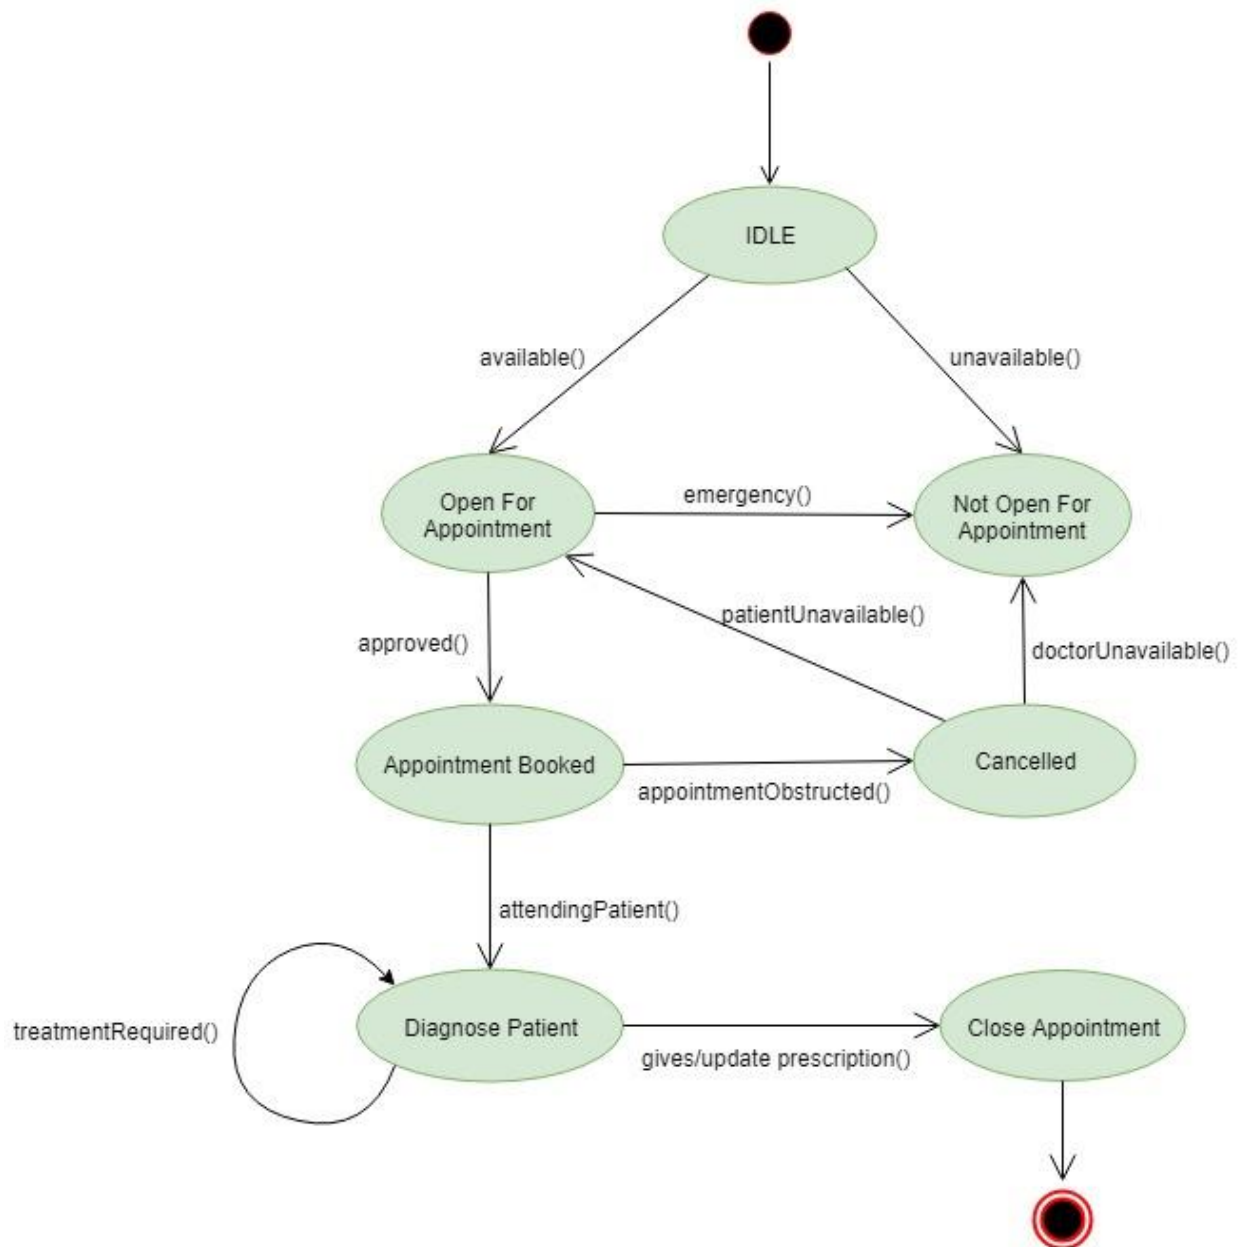 IDLE
available()
unavailable()
Open For
Appointment
emergency()
Not Open For
Appointment
patientUnavailable()
approved()
doctorUnavailable()
Appointment Booked
Cancelled
appointmentObstructed()
attendingPatient()
treatmentRequired()
Diagnose Patient
Close Appointment
gives/update prescription()